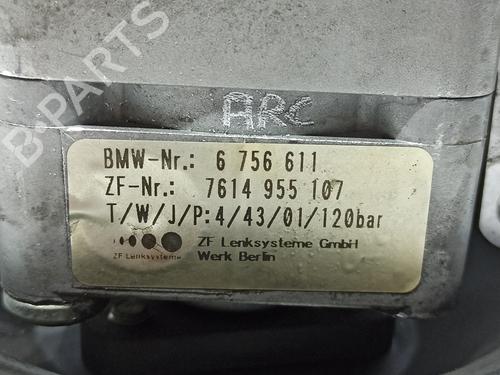 B-PARTS
ARC
BMW-Nr.: 6 756 611
ZF-Nr.: 7614 955 107
T/W/J/P:4/43/01/120bar
ZF Lenksysteme GmbH
ZF Lenksysteme
Werk Berlin